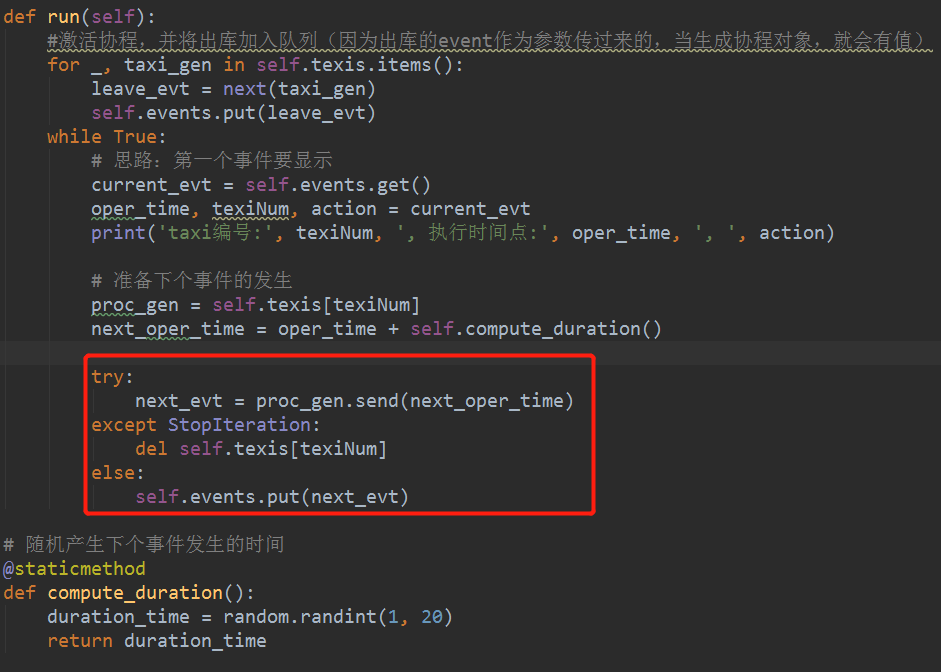 def run(self):
    #激活协程，并将出库加入队列（因为出库的event作为参数传过来的，当生成协程对象，就会有值）
    for _, taxi_gen in self.texis.items():
        leave_evt = next(taxi_gen)
        self.events.put(leave_evt)
    while True:
        # 思路：第一个事件要显示
        current_evt = self.events.get()
        oper_time, texiNum, action = current_evt
        print('taxi编号:', texiNum, ', 执行时间点:', oper_time, ', ', action)
        # 准备下个事件的发生
        proc_gen = self.texis[texiNum]
        next_oper_time = oper_time + self.compute_duration()
        try:
            next_evt = proc_gen.send(next_oper_time)
        except StopIteration:
            del self.texis[texiNum]
        else:
            self.events.put(next_evt)
# 随机产生下个事件发生的时间
@staticmethod
def compute_duration():
    duration_time = random.randint(1, 20)
    return duration_time